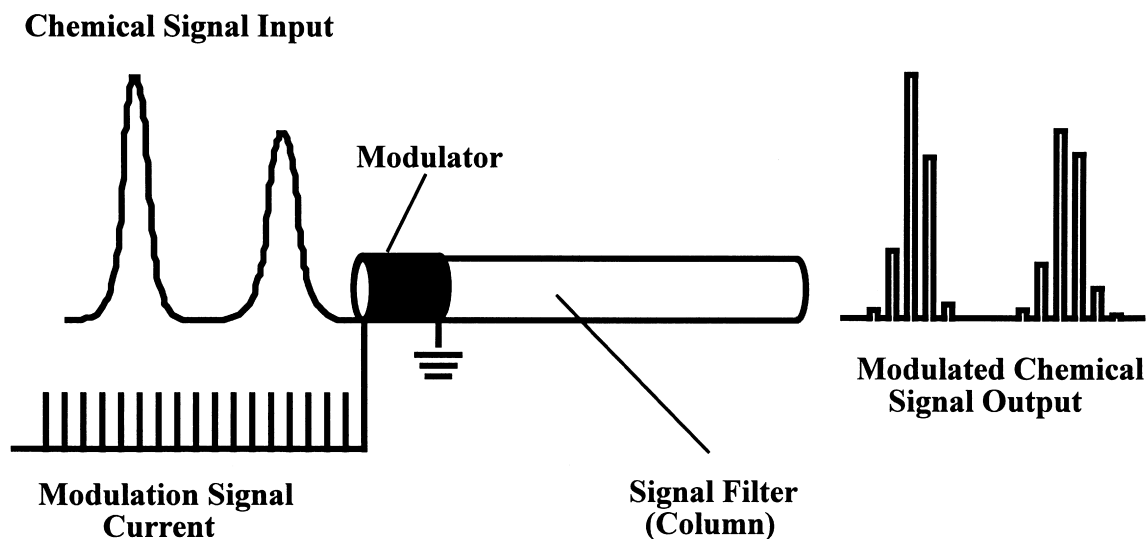 Chemical Signal Input
Modulator
Modulated Chemical
Signal Output
Modulation Signal
Current
Signal Filter
(Column)